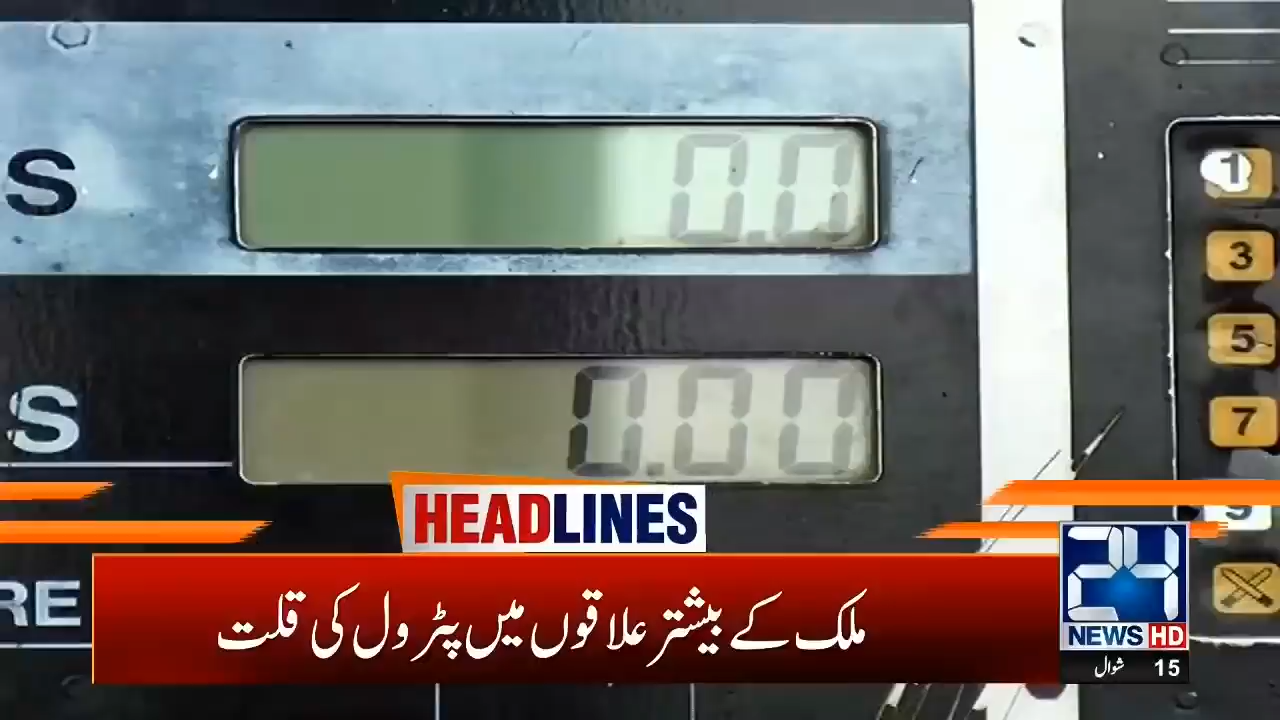 S
0.0
S
0.00
1
3
5
7
9
RE
HEADLINES
ملک کے بیشتر علاقوں میں پٹرول کی قلت
24
NEWS HD
15 شوال